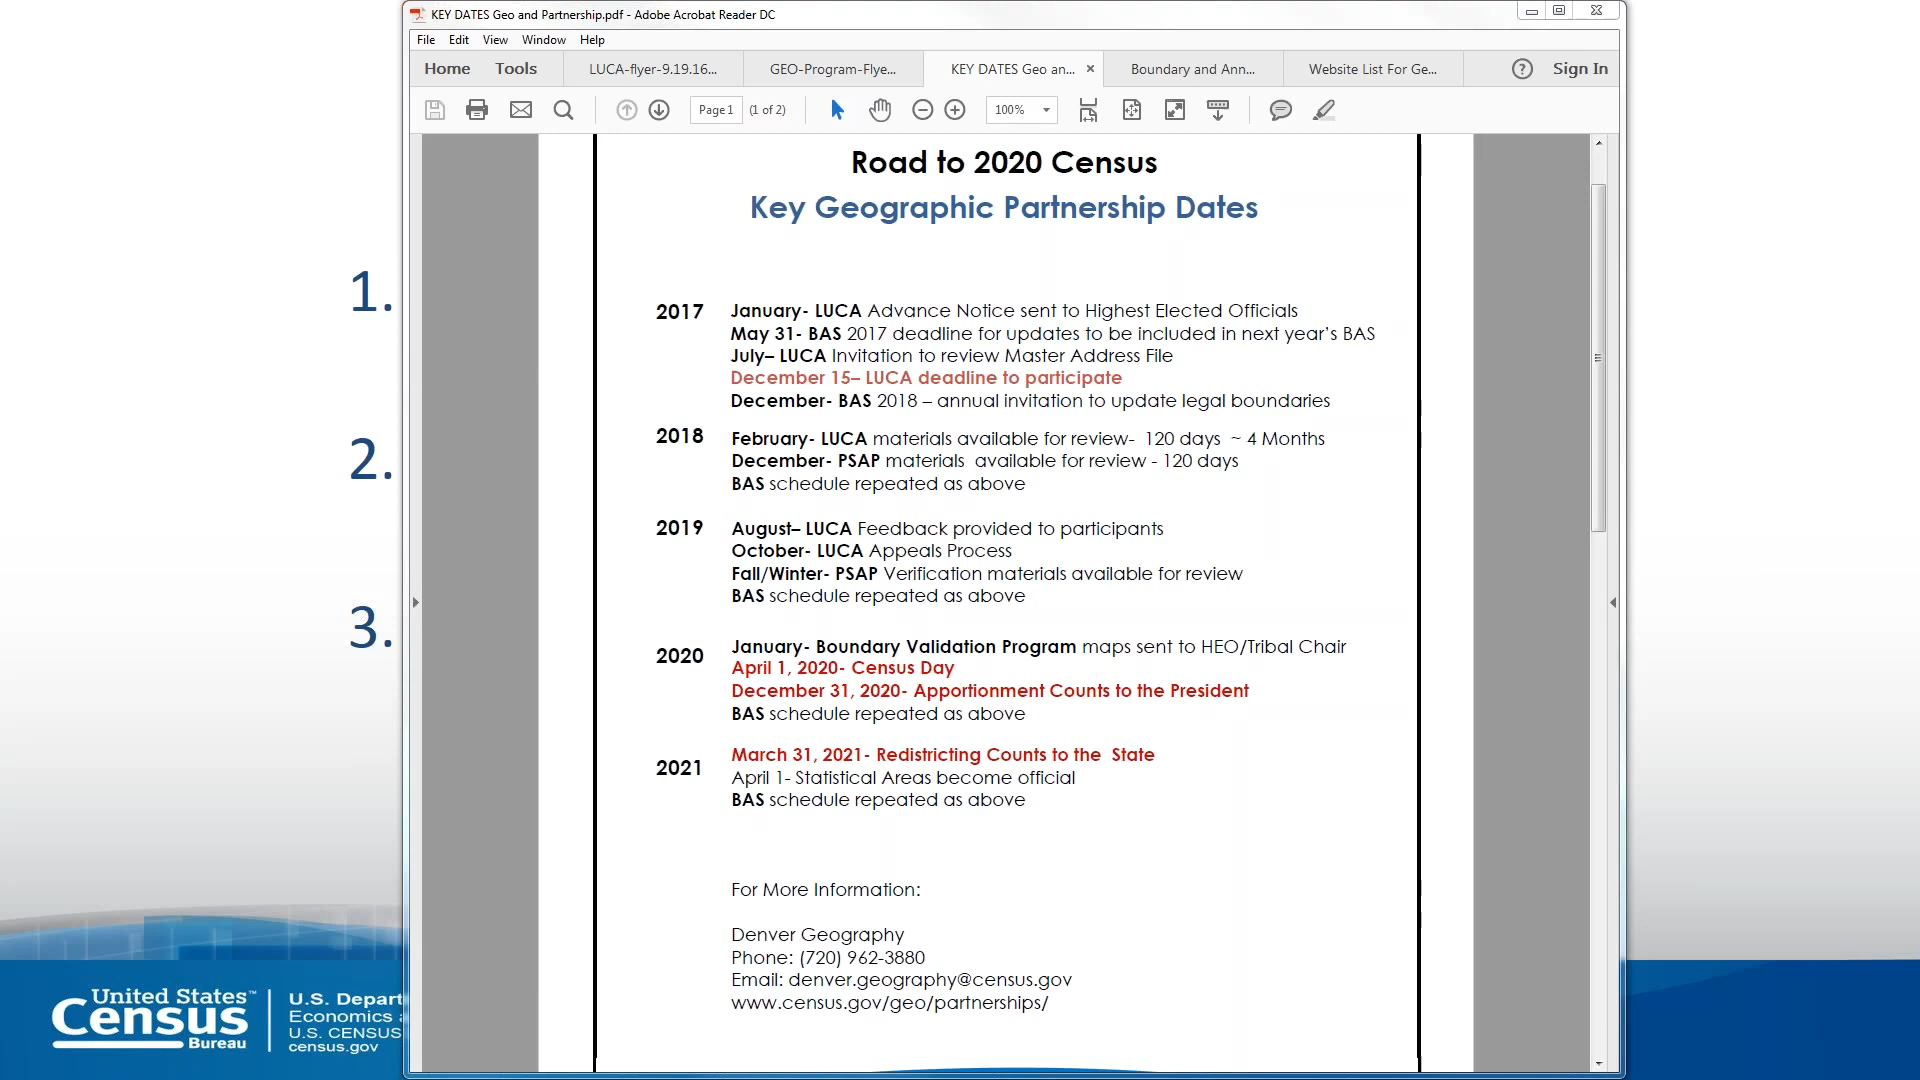 KEY DATES Geo and Partnership.pdf - Adobe Acrobat Reader DC
File Edit View Window Help
Home Tools LUCA-flyer-9.19.16... GEO-Program-Flye... KEY DATES Geo an... Boundary and Ann... Website List For Ge... Sign In
Page 1 (1 of 2) 100%
Road to 2020 Census
Key Geographic Partnership Dates
1.
2.
3.
2017 January- LUCA Advance Notice sent to Highest Elected Officials
May 31- BAS 2017 deadline for updates to be included in next year’s BAS
July– LUCA Invitation to review Master Address File
December 15– LUCA deadline to participate
December- BAS 2018 – annual invitation to update legal boundaries
2018 February- LUCA materials available for review- 120 days ~ 4 Months
December- PSAP materials available for review - 120 days
BAS schedule repeated as above
2019 August– LUCA Feedback provided to participants
October- LUCA Appeals Process
Fall/Winter- PSAP Verification materials available for review
BAS schedule repeated as above
2020 January- Boundary Validation Program maps sent to HEO/Tribal Chair
April 1, 2020- Census Day
December 31, 2020- Apportionment Counts to the President
BAS schedule repeated as above
2021 March 31, 2021- Redistricting Counts to the State
April 1- Statistical Areas become official
BAS schedule repeated as above
For More Information:
Denver Geography
Phone: (720) 962-3880
Email: denver.geography@census.gov
www.census.gov/geo/partnerships/
United States™
Census
Bureau
U.S. Depart
Economics a
U.S. CENSUS
census.gov